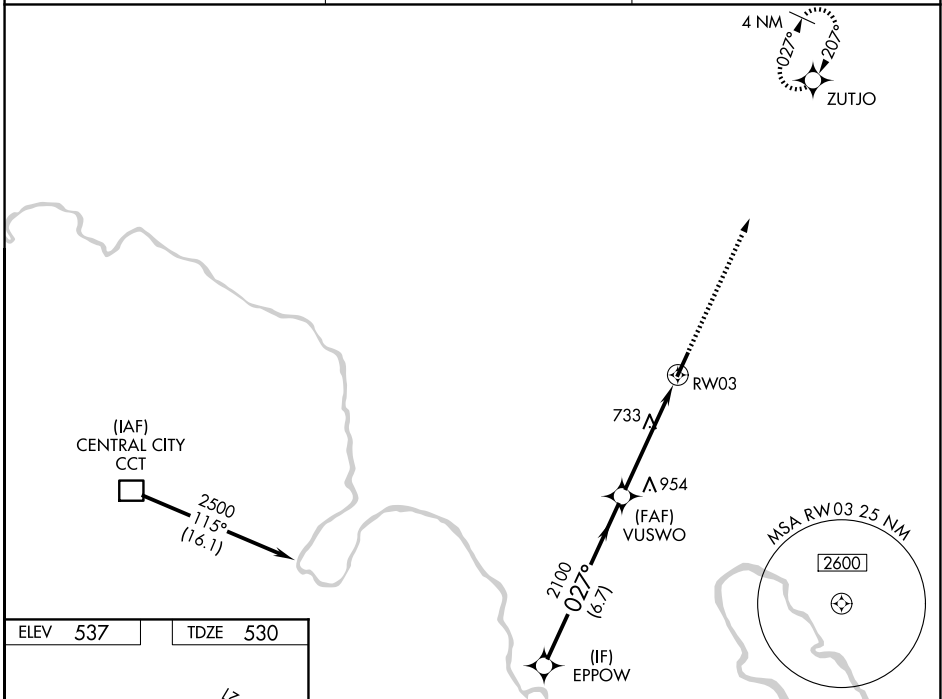 4 NM
027°
207°
ZUTJO
RW03
733
954
(FAF)
VUSWO
(IAF)
CENTRAL CITY
CCT
2500
115°
(16.1)
MSA RW03 25 NM
2600
2100
027°
(6.7)
(IF)
EPPOW
ELEV 537
TDZE 530